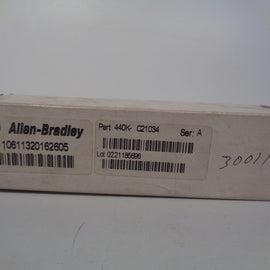 Allen-Bradley
10611320162605
Part 440K- C21034 Ser: A
Lot 0221185696
3001